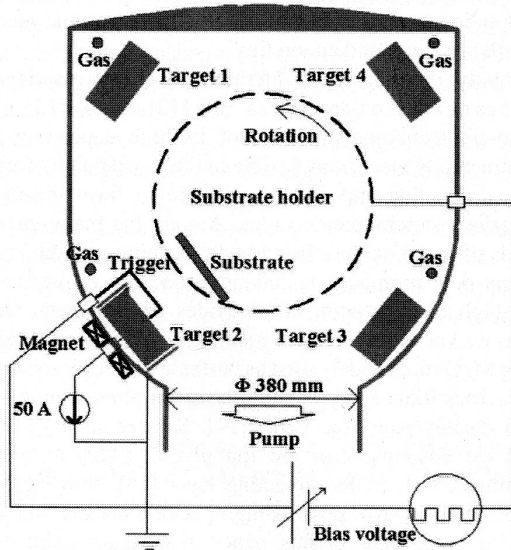 Gas
Gas
Target 1
Target 4
Rotation
Substrate holder
Gas
Trigger
Substrate
Gas
Magnet
Target 2
Target 3
50 A
Φ 380 mm
Pump
Bias voltage